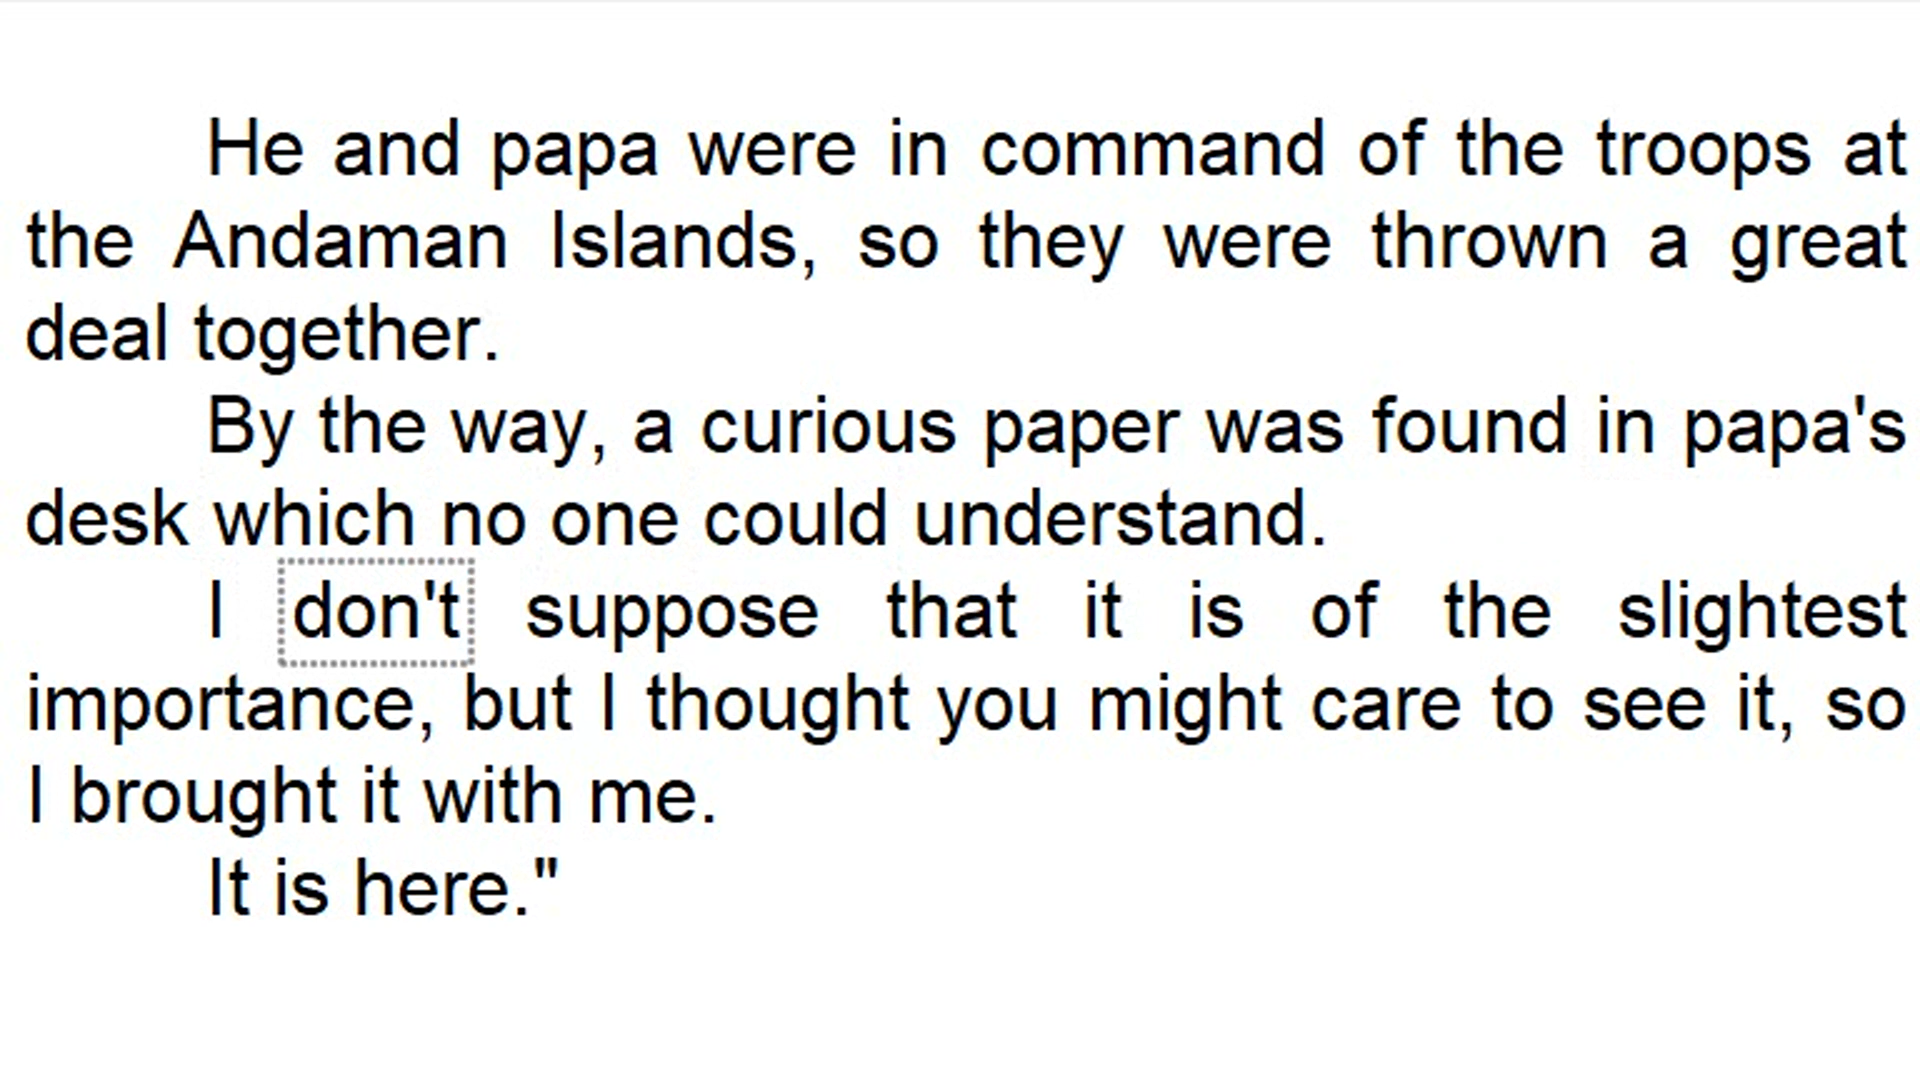 He and papa were in command of the troops at
the Andaman Islands, so they were thrown a great
deal together.
By the way, a curious paper was found in papa's
desk which no one could understand.
I don't suppose that it is of the slightest
importance, but I thought you might care to see it, so
I brought it with me.
It is here."